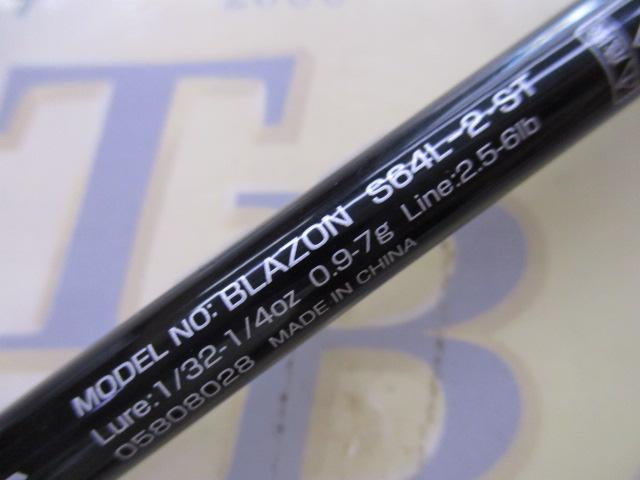 MODEL NO: BLAZON S64L-2-ST
Lure:1/32-1/4oz 0.9-7g Line:2.5-6lb
05808028 MADE IN CHINA
TB